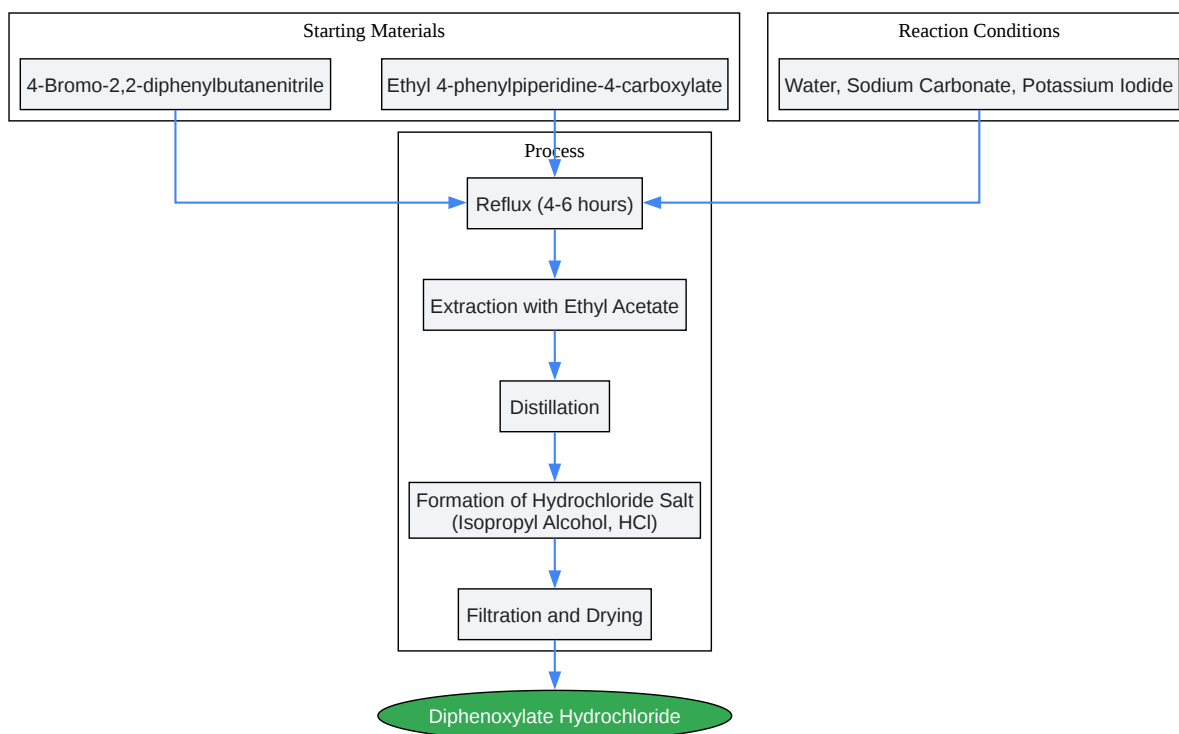 Starting Materials
Reaction Conditions
4-Bromo-2,2-diphenylbutanenitrile
Ethyl 4-phenylpiperidine-4-carboxylate
Water, Sodium Carbonate, Potassium Iodide
Process
Reflux (4-6 hours)
Extraction with Ethyl Acetate
Distillation
Formation of Hydrochloride Salt
(Isopropyl Alcohol, HCl)
Filtration and Drying
Diphenoxylate Hydrochloride